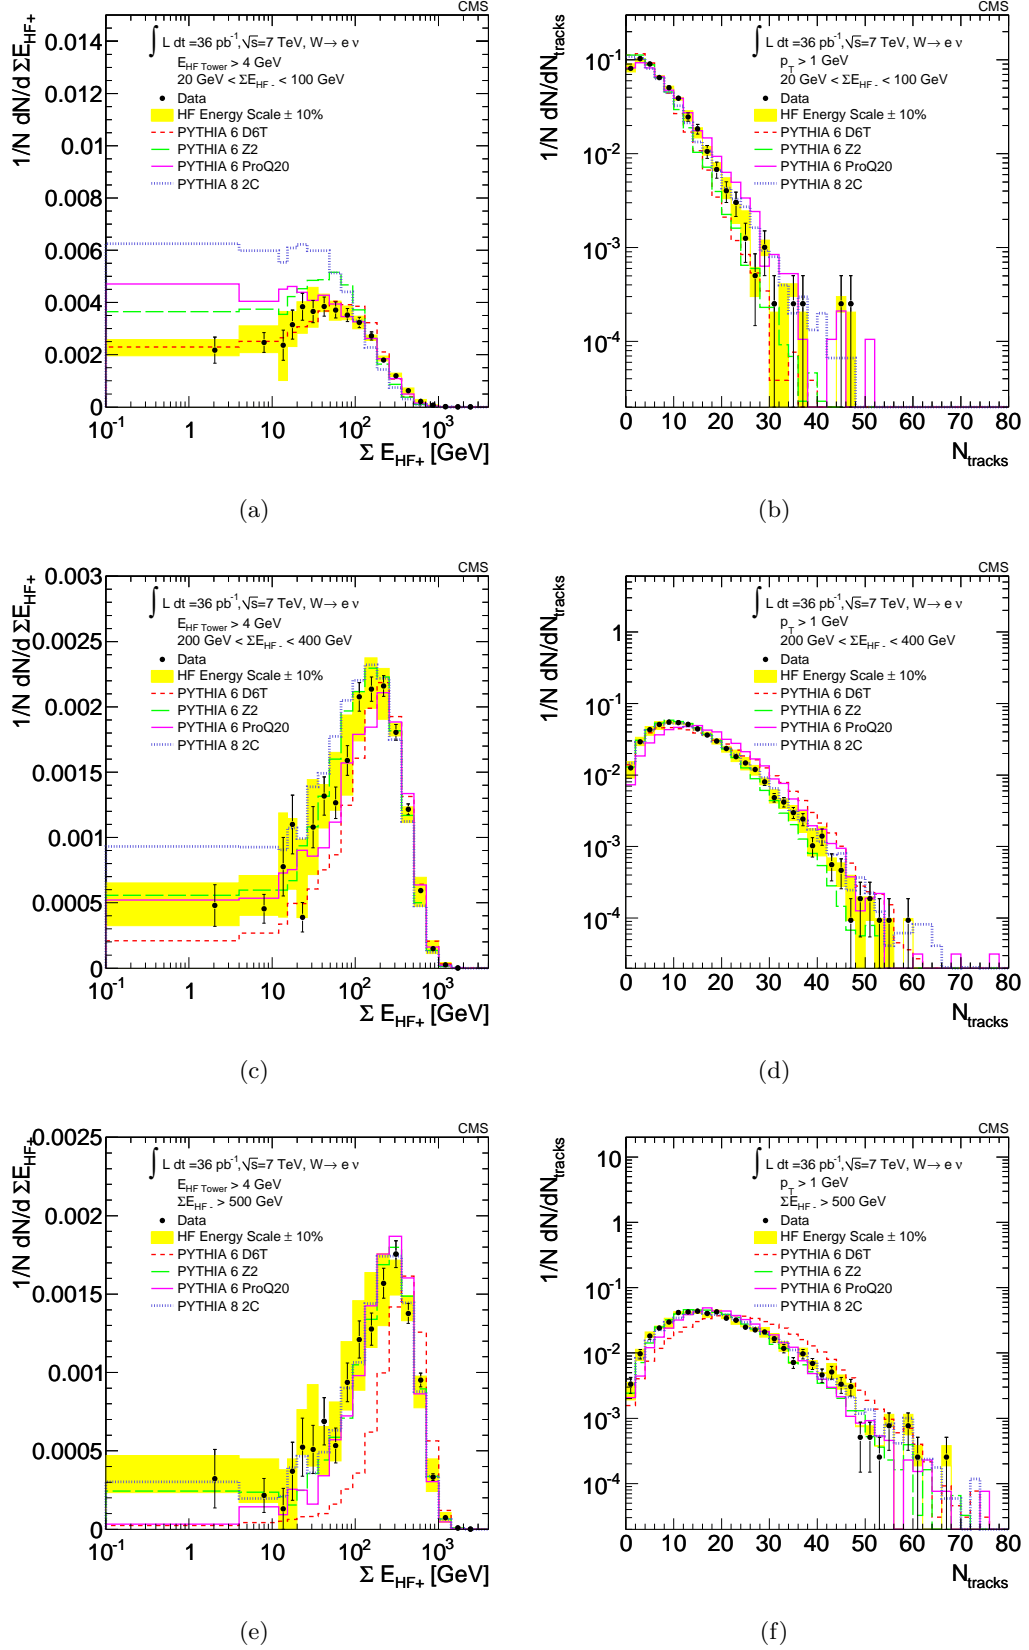 CMS
1/N dN/d ΣE_HF+
∫ L dt =36 pb⁻¹,√s=7 TeV, W→ e ν
E_HF Tower > 4 GeV
20 GeV < ΣE_HF - < 100 GeV
Data
HF Energy Scale ± 10%
PYTHIA 6 D6T
PYTHIA 6 Z2
PYTHIA 6 ProQ20
PYTHIA 8 2C
0.014
0.012
0.01
0.008
0.006
0.004
0.002
0
10⁻¹ 1 10 10² 10³
Σ E_HF+ [GeV]
(a)
CMS
1/N dN/dN_tracks
∫ L dt =36 pb⁻¹,√s=7 TeV, W→ e ν
p_T > 1 GeV
20 GeV < ΣE_HF - < 100 GeV
Data
HF Energy Scale ± 10%
PYTHIA 6 D6T
PYTHIA 6 Z2
PYTHIA 6 ProQ20
PYTHIA 8 2C
10⁻¹
10⁻²
10⁻³
10⁻⁴
0 10 20 30 40 50 60 70 80
N_tracks
(b)
CMS
1/N dN/d ΣE_HF+
∫ L dt =36 pb⁻¹,√s=7 TeV, W→ e ν
E_HF Tower > 4 GeV
200 GeV < ΣE_HF - < 400 GeV
Data
HF Energy Scale ± 10%
PYTHIA 6 D6T
PYTHIA 6 Z2
PYTHIA 6 ProQ20
PYTHIA 8 2C
0.003
0.0025
0.002
0.0015
0.001
0.0005
0
10⁻¹ 1 10 10² 10³
Σ E_HF+ [GeV]
(c)
CMS
1/N dN/dN_tracks
∫ L dt =36 pb⁻¹,√s=7 TeV, W→ e ν
p_T > 1 GeV
200 GeV < ΣE_HF - < 400 GeV
Data
HF Energy Scale ± 10%
PYTHIA 6 D6T
PYTHIA 6 Z2
PYTHIA 6 ProQ20
PYTHIA 8 2C
1
10⁻¹
10⁻²
10⁻³
10⁻⁴
0 10 20 30 40 50 60 70 80
N_tracks
(d)
CMS
1/N dN/d ΣE_HF+
∫ L dt =36 pb⁻¹,√s=7 TeV, W→ e ν
E_HF Tower > 4 GeV
ΣE_HF - > 500 GeV
Data
HF Energy Scale ± 10%
PYTHIA 6 D6T
PYTHIA 6 Z2
PYTHIA 6 ProQ20
PYTHIA 8 2C
0.0025
0.002
0.0015
0.001
0.0005
0
10⁻¹ 1 10 10² 10³
Σ E_HF+ [GeV]
(e)
CMS
1/N dN/dN_tracks
∫ L dt =36 pb⁻¹,√s=7 TeV, W→ e ν
p_T > 1 GeV
ΣE_HF - > 500 GeV
Data
HF Energy Scale ± 10%
PYTHIA 6 D6T
PYTHIA 6 Z2
PYTHIA 6 ProQ20
PYTHIA 8 2C
10
1
10⁻¹
10⁻²
10⁻³
10⁻⁴
0 10 20 30 40 50 60 70 80
N_tracks
(f)